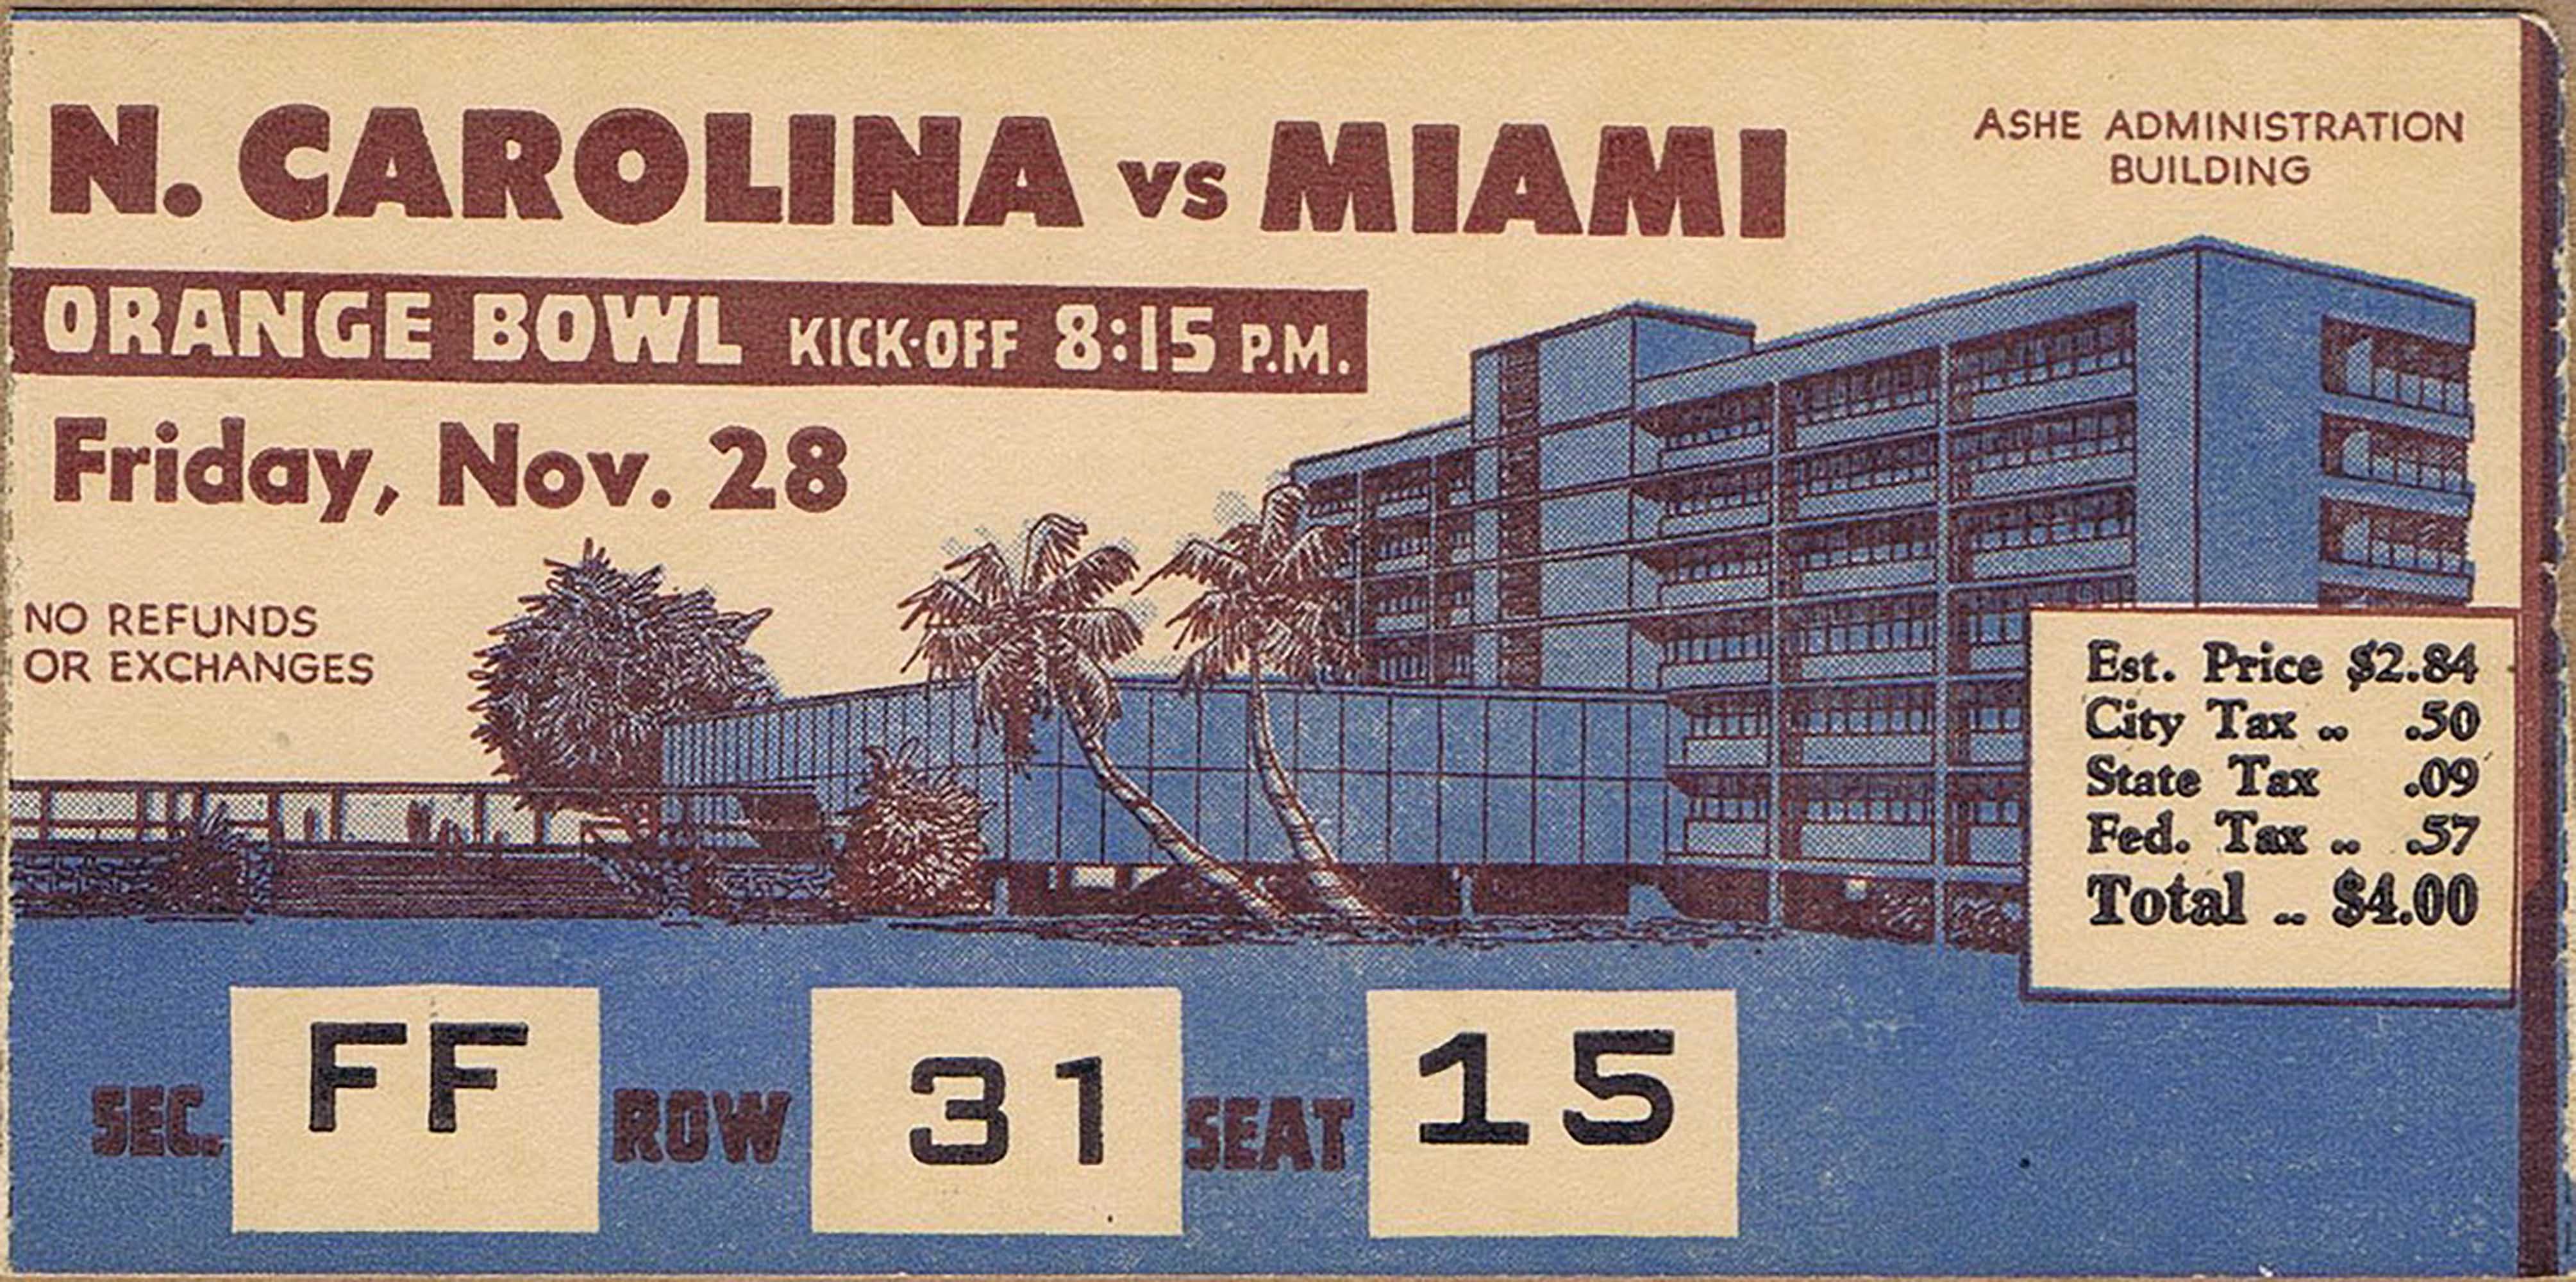 N. CAROLINA vs MIAMI
ASHE ADMINISTRATION
BUILDING
ORANGE BOWL KICK-OFF 8:15 P.M.
Friday, Nov. 28
NO REFUNDS
OR EXCHANGES
Est. Price $2.84
City Tax .. .50
State Tax .09
Fed. Tax .. .57
Total .. $4.00
SEC. FF ROW 31 SEAT 15